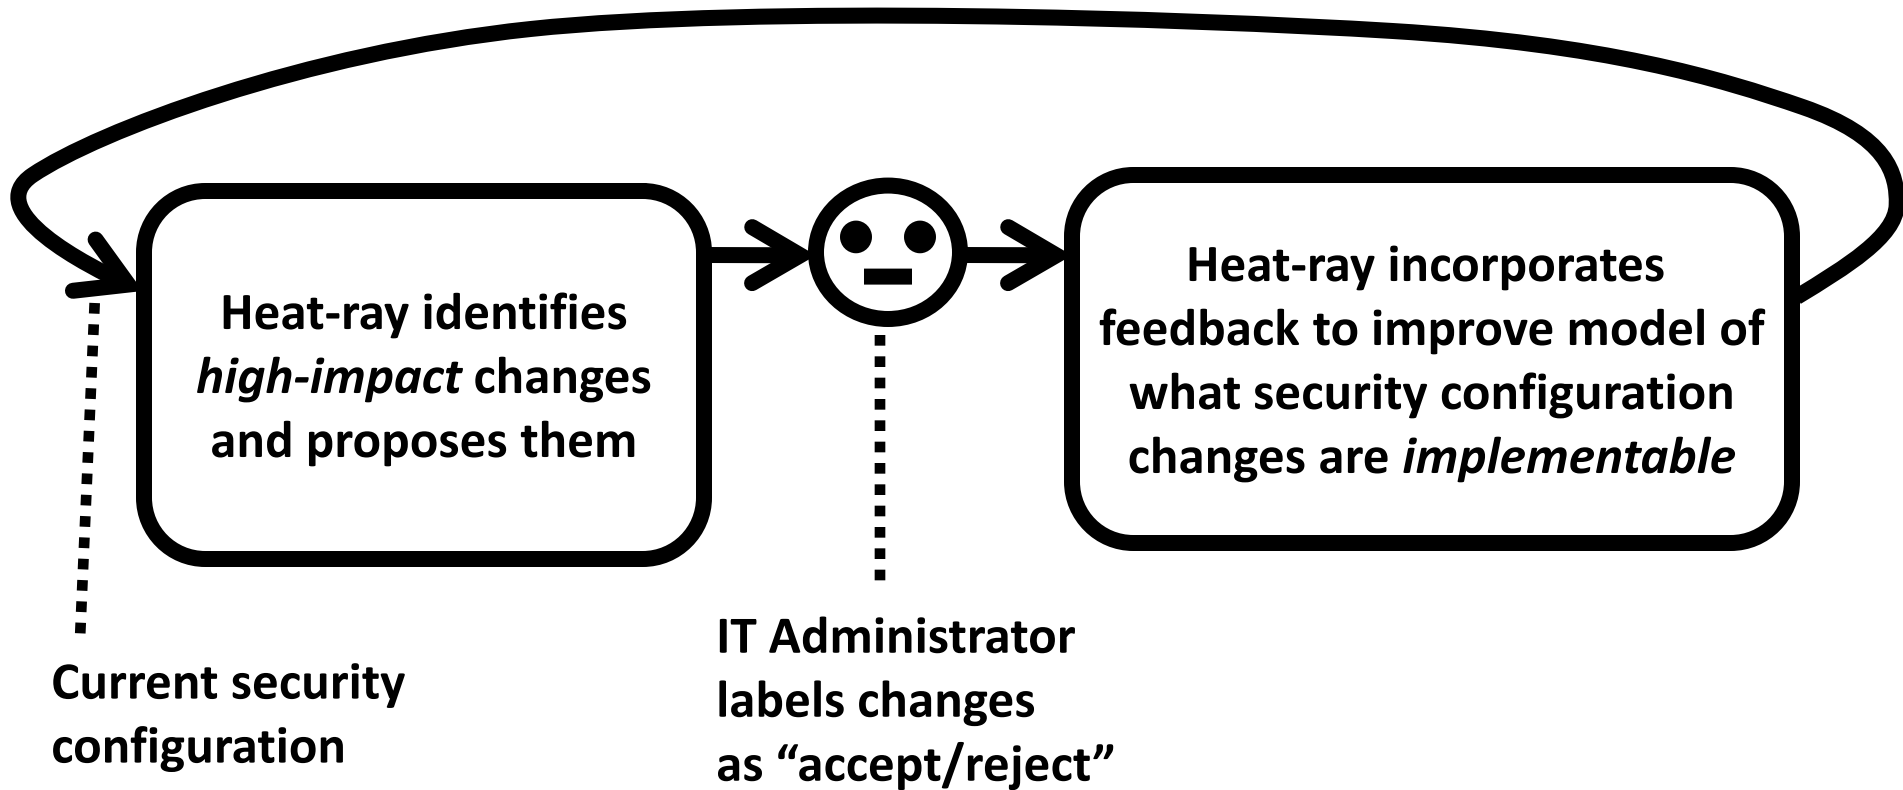 Heat-ray identifies
high-impact changes
and proposes them
Heat-ray incorporates
feedback to improve model of
what security configuration
changes are implementable
Current security
configuration
IT Administrator
labels changes
as “accept/reject”